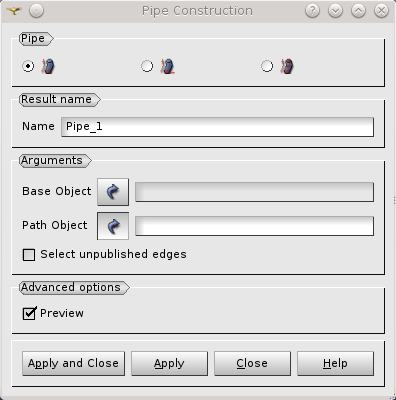 Pipe Construction
Pipe
Result name
Name Pipe_1
Arguments
Base Object
Path Object
Select unpublished edges
Advanced options
Preview
Apply and Close Apply Close Help